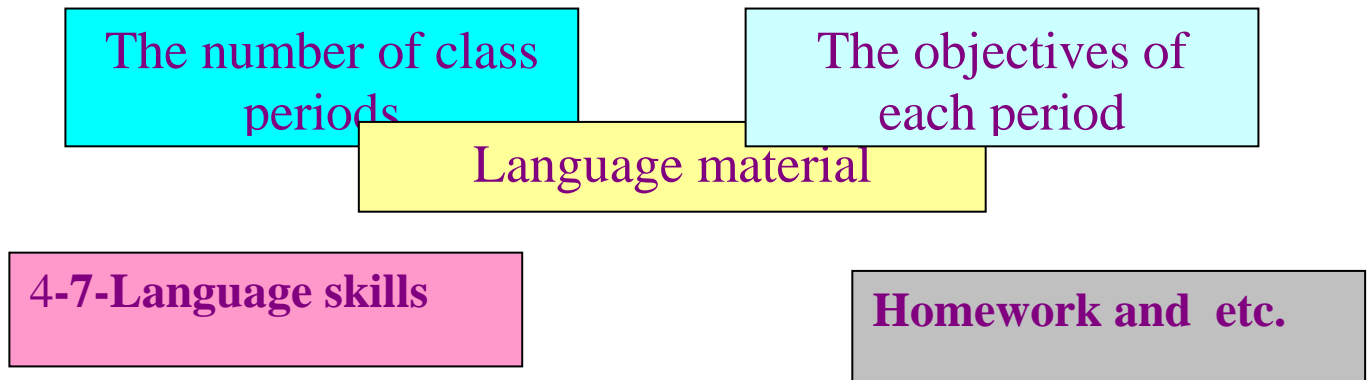 The number of class
periods
The objectives of
each period
Language material
4-7-Language skills
Homework and  etc.